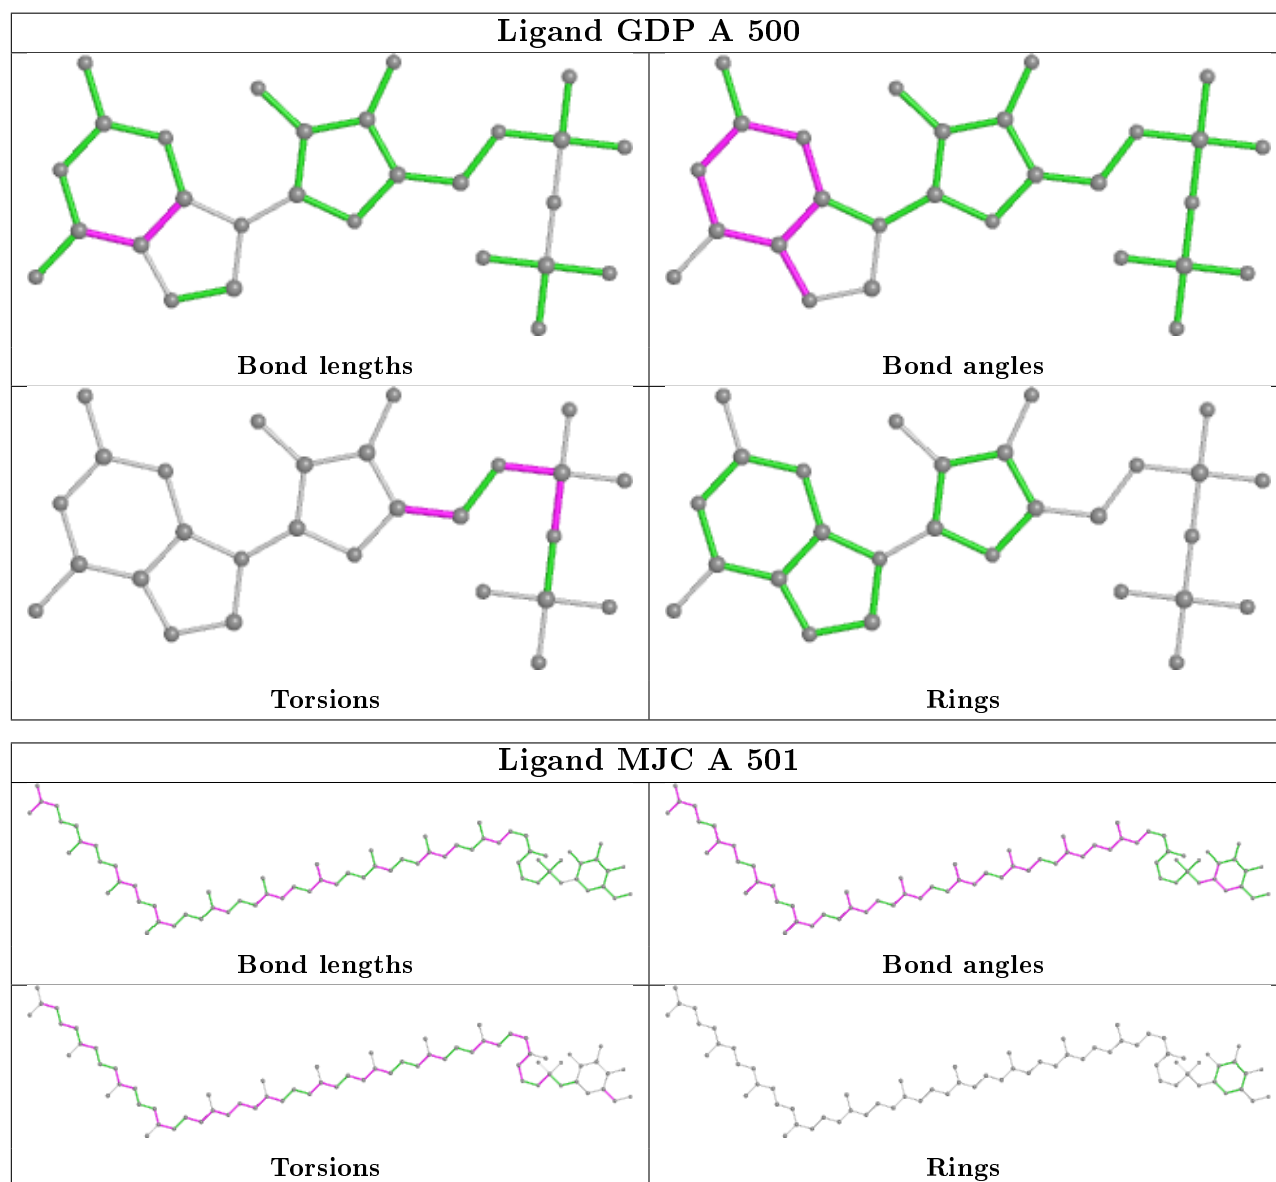 Ligand GDP A 500
Bond lengths
Bond angles
Torsions
Rings
Ligand MJC A 501
Bond lengths
Bond angles
Torsions
Rings